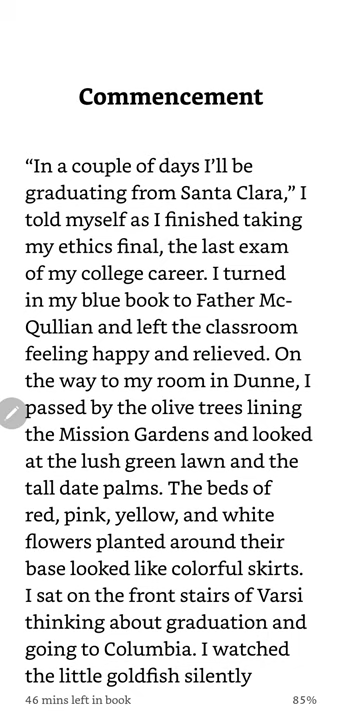 Commencement
“In a couple of days I’ll be
graduating from Santa Clara,” I
told myself as I finished taking
my ethics final, the last exam
of my college career. I turned
in my blue book to Father Mc-
Qullian and left the classroom
feeling happy and relieved. On
the way to my room in Dunne, I
passed by the olive trees lining
the Mission Gardens and looked
at the lush green lawn and the
tall date palms. The beds of
red, pink, yellow, and white
flowers planted around their
base looked like colorful skirts.
I sat on the front stairs of Varsi
thinking about graduation and
going to Columbia. I watched
the little goldfish silently
46 mins left in book 85%